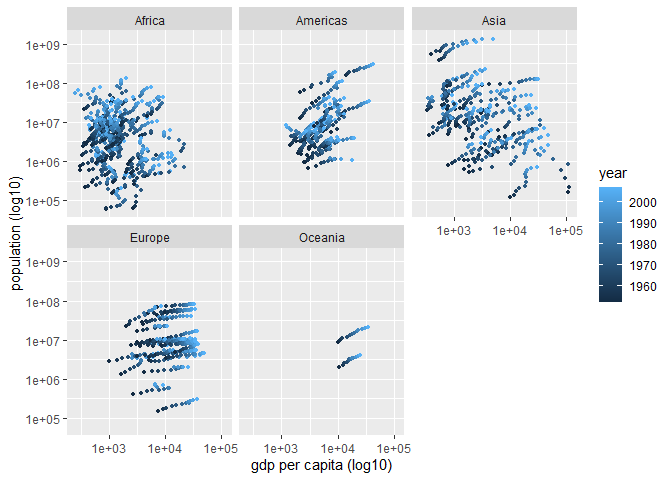 Africa
Americas
Asia
1e+09
1e+08
1e+07
1e+06
1e+05
1e+03
1e+04
1e+05
Europe
Oceania
1e+09
1e+08
1e+07
1e+06
1e+05
1e+03
1e+04
1e+05
1e+03
1e+04
1e+05
population (log10)
gdp per capita (log10)
year
2000
1990
1980
1970
1960